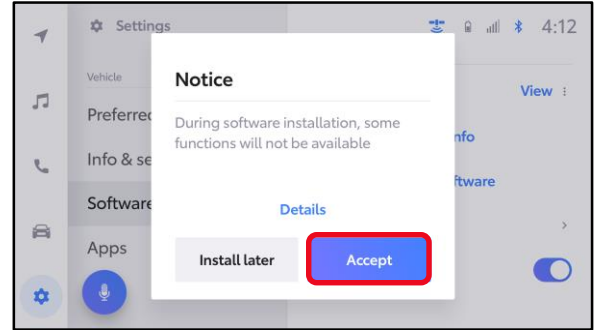 Settings
4:12
Vehicle
View
Preferred
Info & se
Software
Apps
nfo
ftware
Notice
During software installation, some
functions will not be available
Details
Install later
Accept